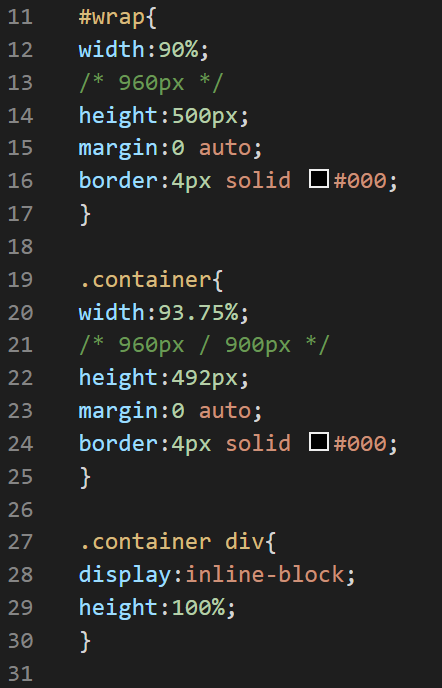 11 #wrap{
12 width:90%;
13 /* 960px */
14 height:500px;
15 margin:0 auto;
16 border:4px solid #000;
17 }
18
19 .container{
20 width:93.75%;
21 /* 960px / 900px */
22 height:492px;
23 margin:0 auto;
24 border:4px solid #000;
25 }
26
27 .container div{
28 display:inline-block;
29 height:100%;
30 }
31